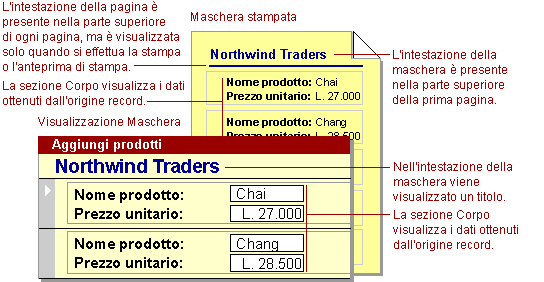 L'intestazione della pagina è
presente nella parte superiore
di ogni pagina, ma è visualizzata
solo quando si effettua la stampa
o l'anteprima di stampa.
La sezione Corpo visualizza i dati
ottenuti dall'origine record.
Visualizzazione Maschera
Maschera stampata
Northwind Traders
Nome prodotto: Chai
Prezzo unitario: L. 27.000
Nome prodotto: Chang
Prezzo unitario: L. 28.500
L'intestazione della
maschera è presente
nella parte superiore
della prima pagina.
Aggiungi prodotti
Northwind Traders
Nome prodotto: Chai
Prezzo unitario: L. 27.000
Nome prodotto: Chang
Prezzo unitario: L. 28.500
Nell'intestazione della
maschera viene
visualizzato un titolo.
La sezione Corpo
visualizza i dati ottenuti
dall'origine record.